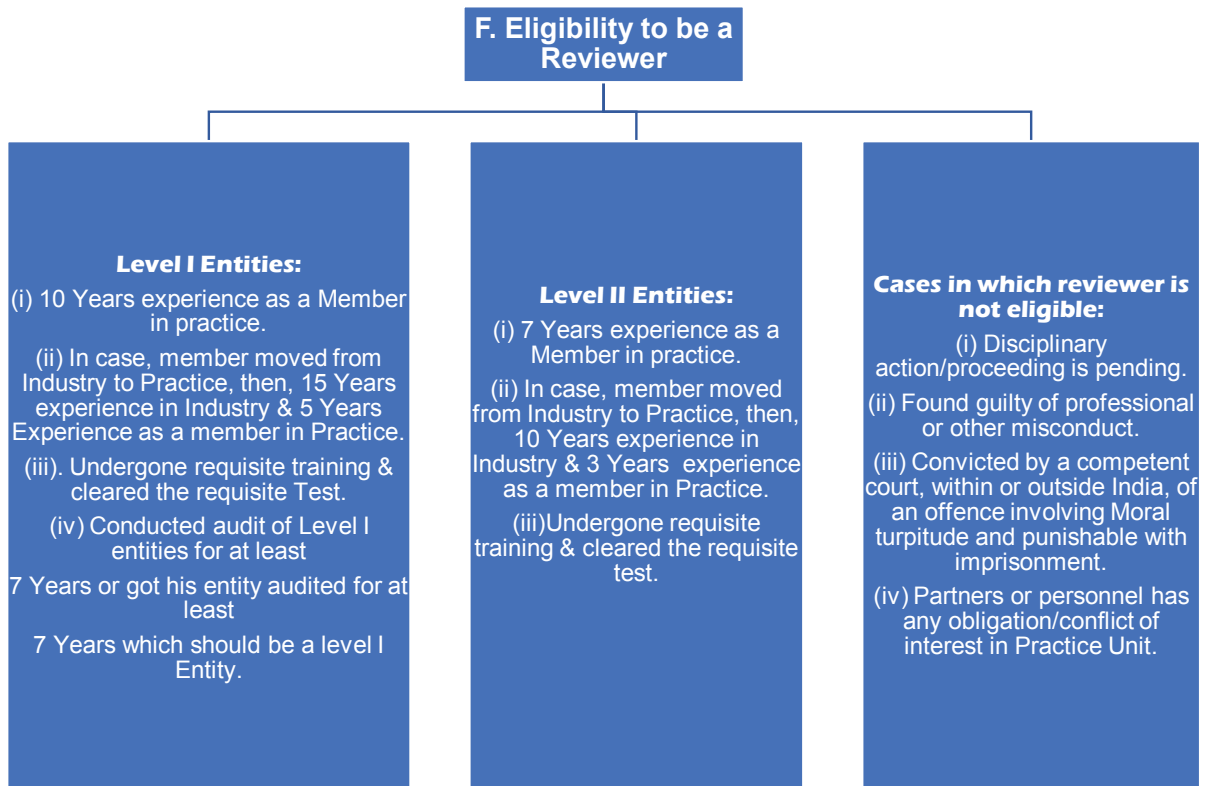 F. Eligibility to be a
Reviewer
Level I Entities:
(i) 10 Years experience as a Member
in practice.
(ii) In case, member moved from
Industry to Practice, then, 15 Years
experience in Industry & 5 Years
Experience as a member in Practice.
(iii). Undergone requisite training &
cleared the requisite Test.
(iv) Conducted audit of Level I
entities for at least
7 Years or got his entity audited for at
least
7 Years which should be a level I
Entity.
Level II Entities:
(i) 7 Years experience as a
Member in practice.
(ii) In case, member moved
from Industry to Practice, then,
10 Years experience in
Industry & 3 Years experience
as a member in Practice.
(iii)Undergone requisite
training & cleared the requisite
test.
Cases in which reviewer is
not eligible:
(i) Disciplinary
action/proceeding is pending.
(ii) Found guilty of professional
or other misconduct.
(iii) Convicted by a competent
court, within or outside India, of
an offence involving Moral
turpitude and punishable with
imprisonment.
(iv) Partners or personnel has
any obligation/conflict of
interest in Practice Unit.